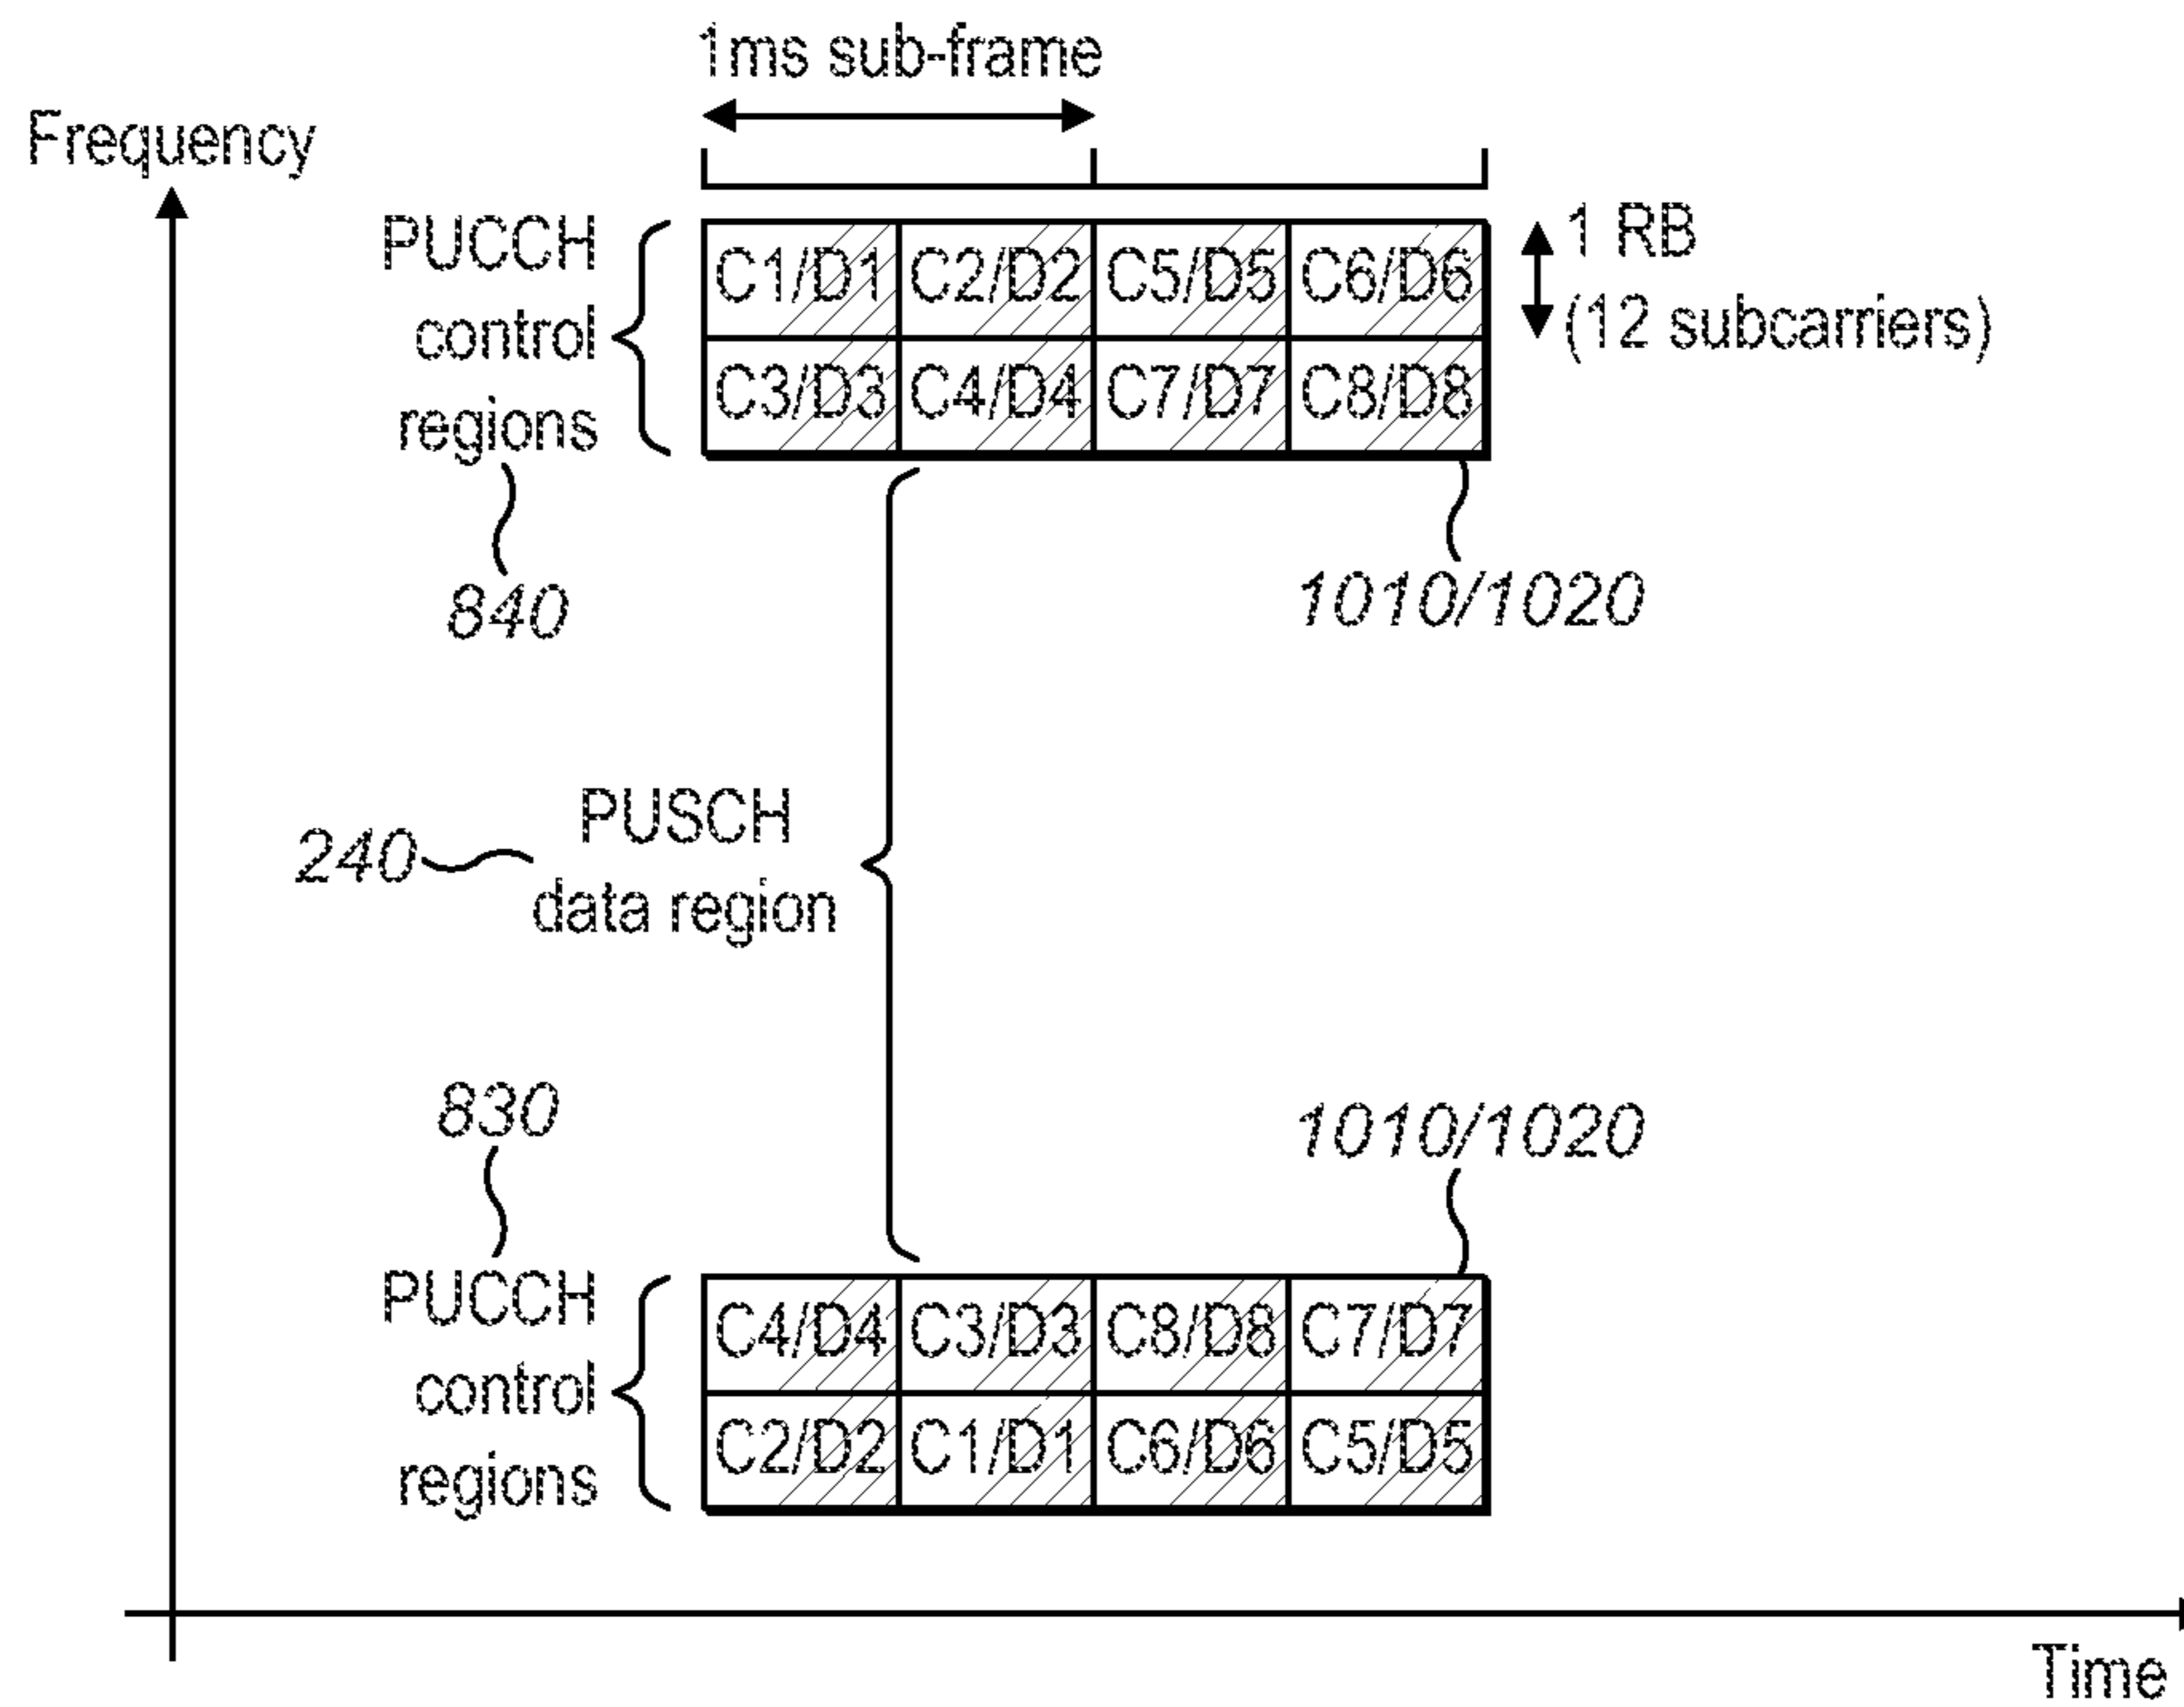 1ms sub-frame
Frequency
PUCCH
control
regions
C1/D1 C2/D2 C5/D5 C6/D6
C3/D3 C4/D4 C7/D7 C8/D8
1 RB
(12 subcarriers)
840
1010/1020
PUSCH
data region
240
830
1010/1020
PUCCH
control
regions
C4/D4 C3/D3 C8/D8 C7/D7
C2/D2 C1/D1 C6/D6 C5/D5
Time